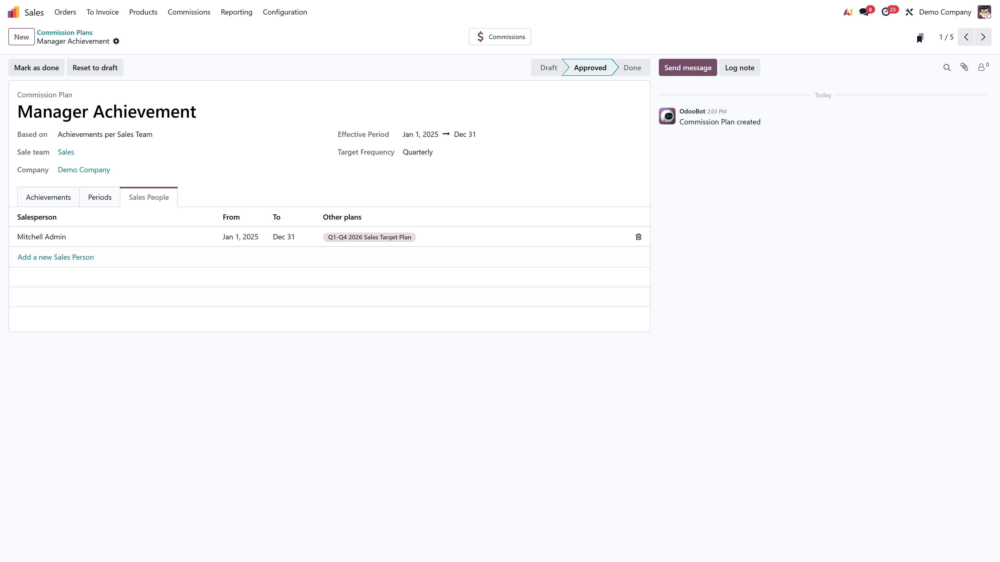 Sales Orders To Invoice Products Commissions Reporting Configuration AI 8 23 Demo Company
New Commission Plans
Manager Achievement
Commissions
1 / 5
Mark as done Reset to draft Draft Approved Done Send message Log note 0
Commission Plan
Manager Achievement
Based on Achievements per Sales Team Effective Period Jan 1, 2025 Dec 31
Sale team Sales Target Frequency Quarterly
Company Demo Company
Achievements Periods Sales People
Salesperson From To Other plans
Mitchell Admin Jan 1, 2025 Dec 31 Q1-Q4 2026 Sales Target Plan
Add a new Sales Person
Today
OdooBot 2:03 PM
Commission Plan created